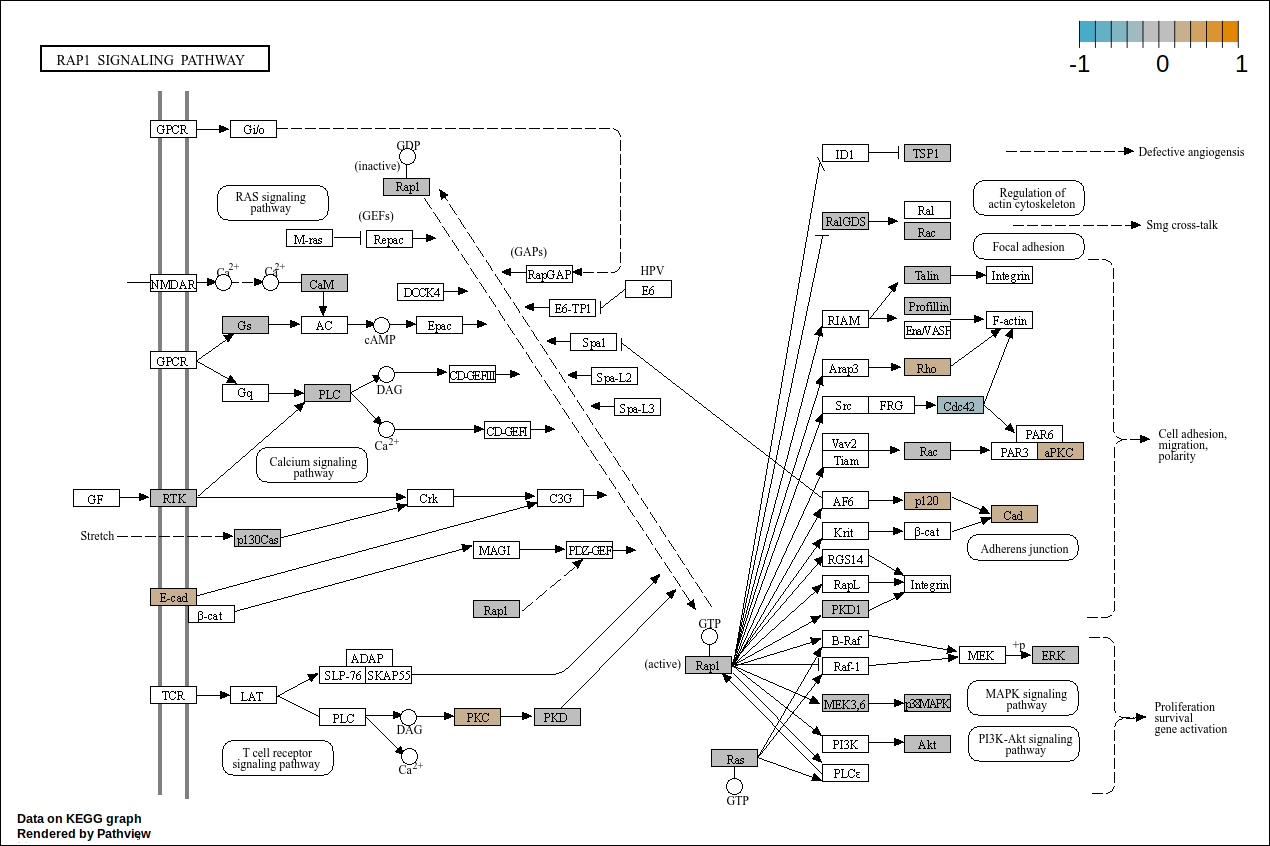 -1 0 1
RAP1 SIGNALING PATHWAY
GPCR
Gi/o
GDP
(inactive)
Rap1
RAS signaling
pathway
(GEFs)
M-ras
Repac
(GAPs)
RapGAP
HPV
E6
E6-TP1
NMDAR
Ca2+
Ca2+
CaM
DOCK4
Gs
AC
cAMP
Epac
Spa1
GPCR
Gq
PLC
DAG
CD-GEFIII
Spa-L2
Spa-L3
Ca2+
CD-GEFI
Calcium signaling
pathway
GF
RTK
Crk
C3G
Stretch
p130Cas
MAGI
PDZ-GEF
E-cad
β-cat
Rap1
TCR
LAT
ADAP
SLP-76
SKAP55
PLC
DAG
PKC
PKD
Ca2+
T cell receptor
signaling pathway
GTP
(active)
Rap1
Ras
GTP
ID1
TSP1
Defective angiogensis
Regulation of
actin cytoskeleton
RalGDS
Ral
Rac
Smg cross-talk
Focal adhesion
Talin
Integrin
RIAM
Profillin
Ena/VASP
F-actin
Arap3
Rho
Src
FRG
Cdc42
PAR6
PAR3
aPKC
Vav2
Tiam
Rac
Cell adhesion,
migration,
polarity
AF6
p120
Cad
Krit
β-cat
Adherens junction
RGS14
RapL
Integrin
PKD1
B-Raf
Raf-1
MEK
+p
ERK
MEK3,6
p38MAPK
MAPK signaling
pathway
Proliferation
survival
gene activation
PI3K
Akt
PI3K-Akt signaling
pathway
PLCε
Data on KEGG graph
Rendered by Pathview